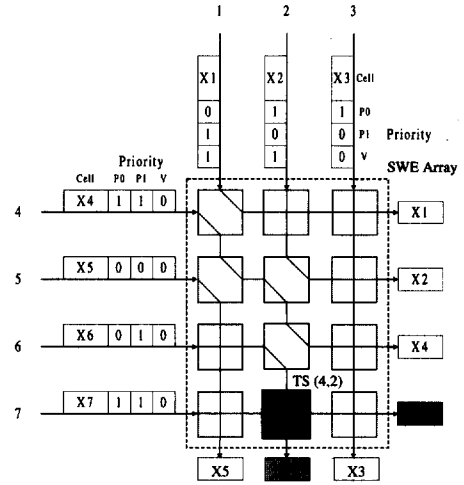 1 2 3
X1 X2 X3 Cell
0 1 1 P0
1 0 0 P1 Priority
1 1 0 V
SWE Array
Priority
Cell P0 P1 V
4 X4 1 1 0 X1
5 X5 0 0 0 X2
6 X6 0 1 0 X4
TS (4,2)
7 X7 1 1 0
X5 X3